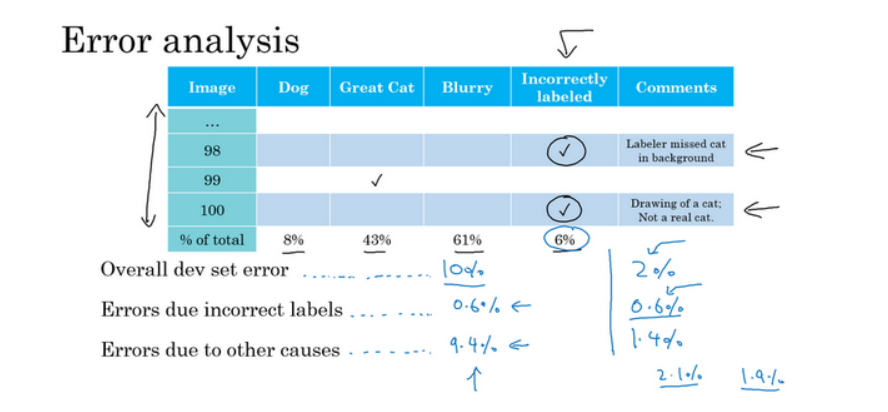 Error analysis
Image Dog Great Cat Blurry Incorrectly labeled Comments
...
98 ✓ Labeler missed cat in background
99 ✓
100 ✓ Drawing of a cat; Not a real cat.
% of total 8% 43% 61% 6%
Overall dev set error 10% 2%
Errors due incorrect labels 0.6% 0.6%
Errors due to other causes 9.4% 1.4%
2.1% 1.9%